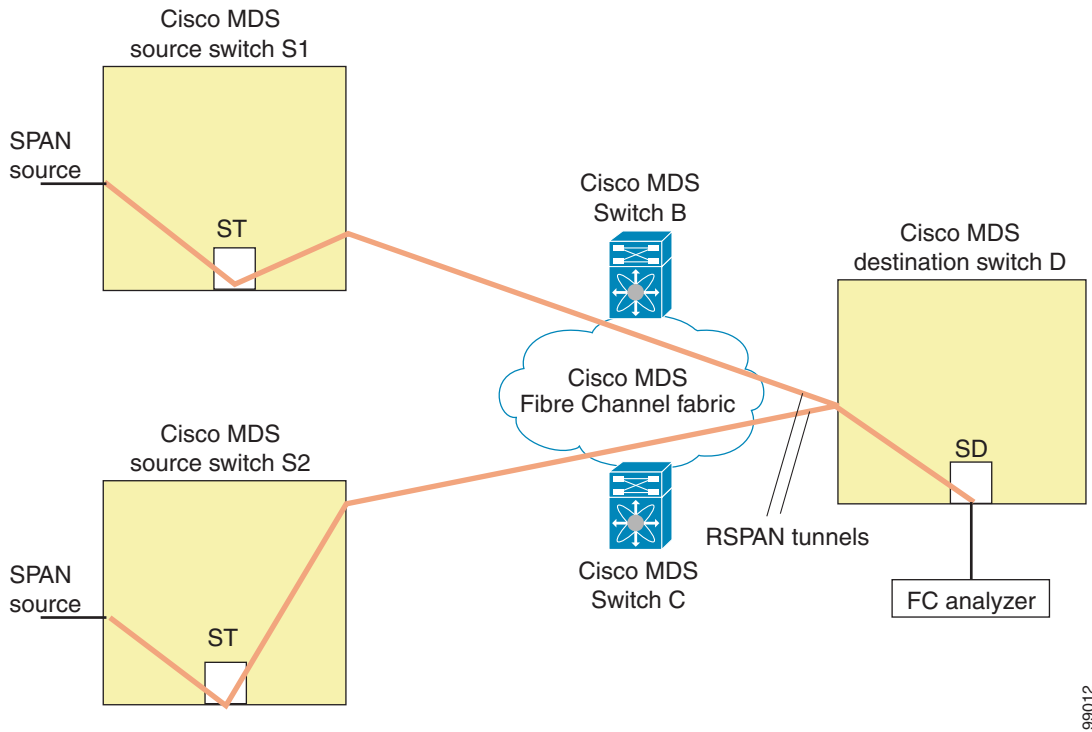 Cisco MDS
source switch S1
SPAN
source
ST
Cisco MDS
Switch B
Cisco MDS
destination switch D
Cisco MDS
Fibre Channel fabric
Cisco MDS
source switch S2
SD
RSPAN tunnels
Cisco MDS
Switch C
SPAN
source
FC analyzer
ST
99012